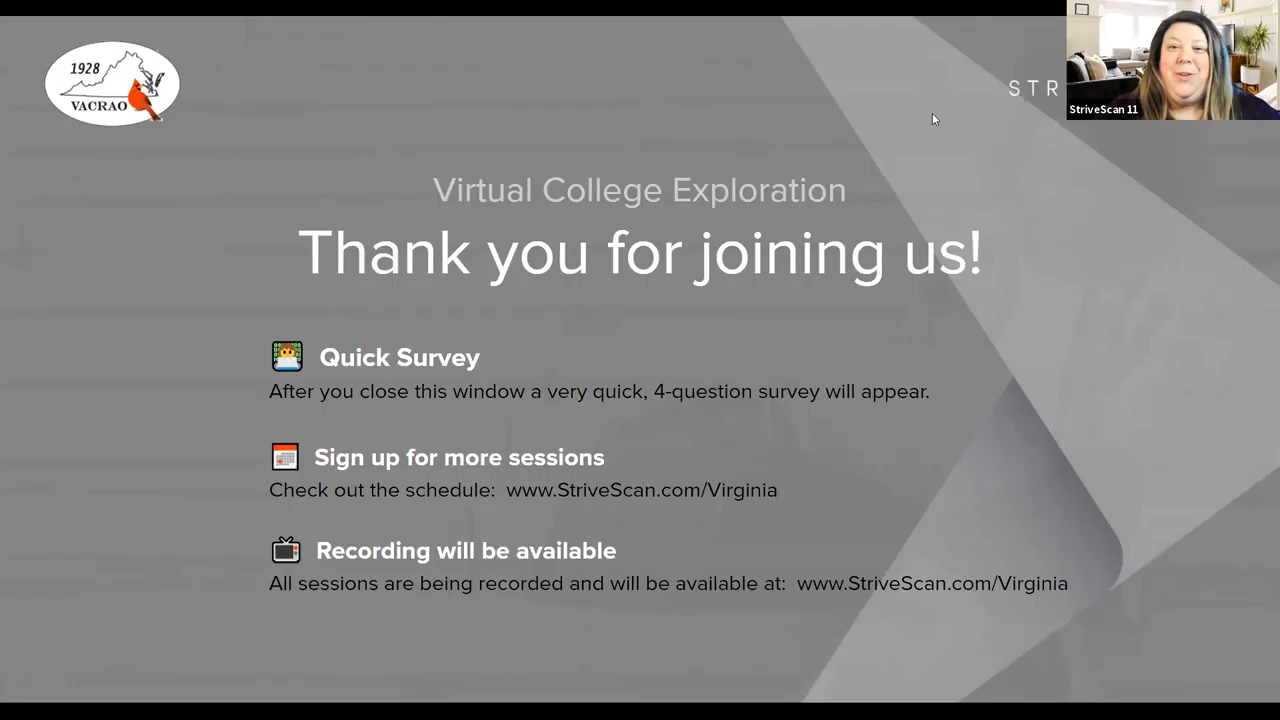 1928
VACRAO
STR
StriveScan 11
Virtual College Exploration
Thank you for joining us!
Quick Survey
After you close this window a very quick, 4-question survey will appear.
Sign up for more sessions
Check out the schedule: www.StriveScan.com/Virginia
Recording will be available
All sessions are being recorded and will be available at: www.StriveScan.com/Virginia